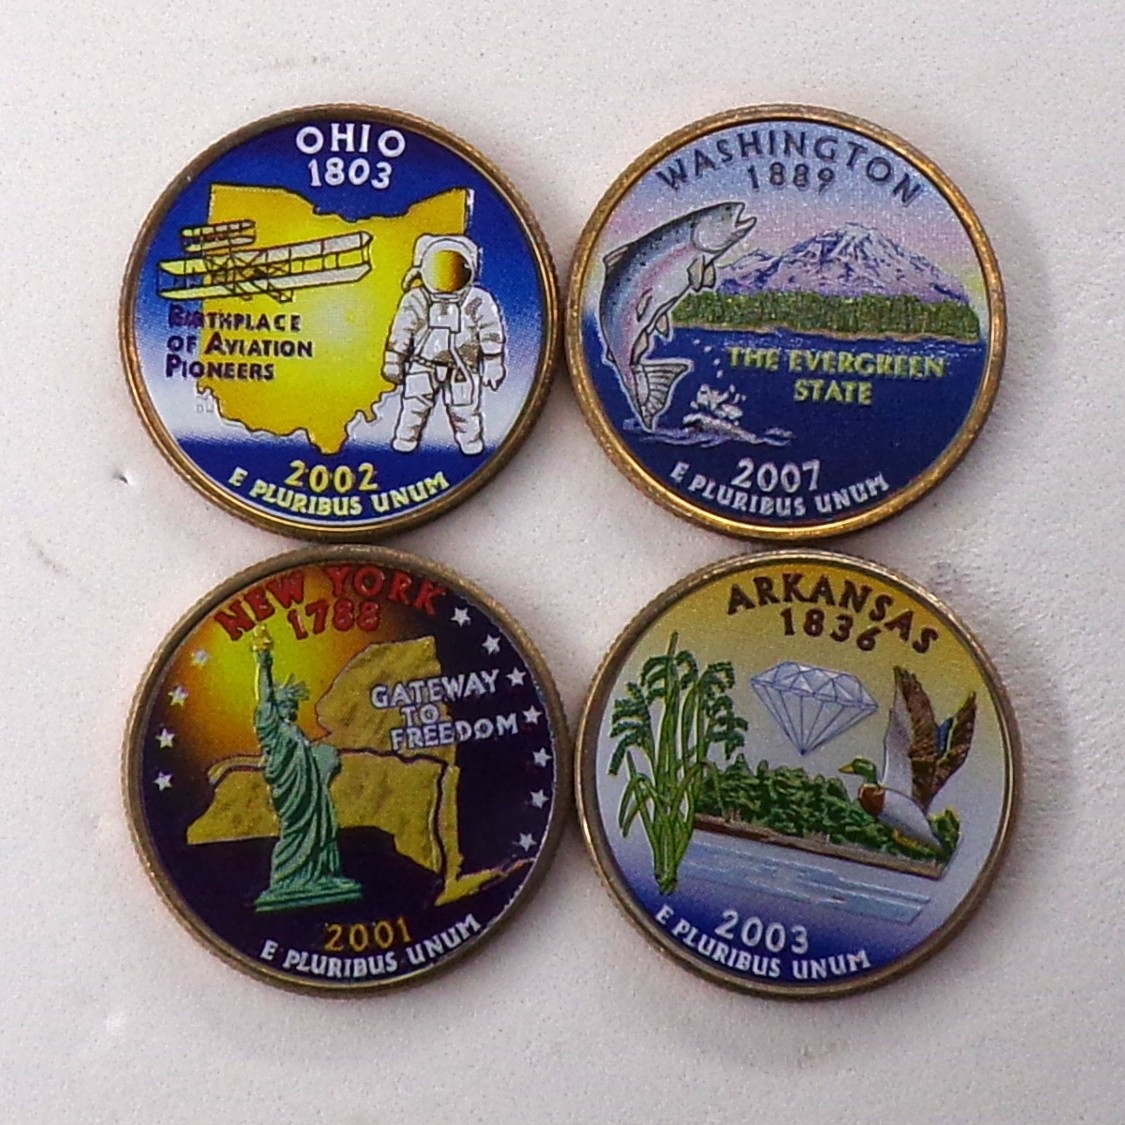 OHIO
1803
BIRTHPLACE
OF AVIATION
PIONEERS
2002
E PLURIBUS UNUM
WASHINGTON
1889
THE EVERGREEN
STATE
2007
E PLURIBUS UNUM
NEW YORK
1788
GATEWAY
TO
FREEDOM
2001
E PLURIBUS UNUM
ARKANSAS
1836
2003
E PLURIBUS UNUM